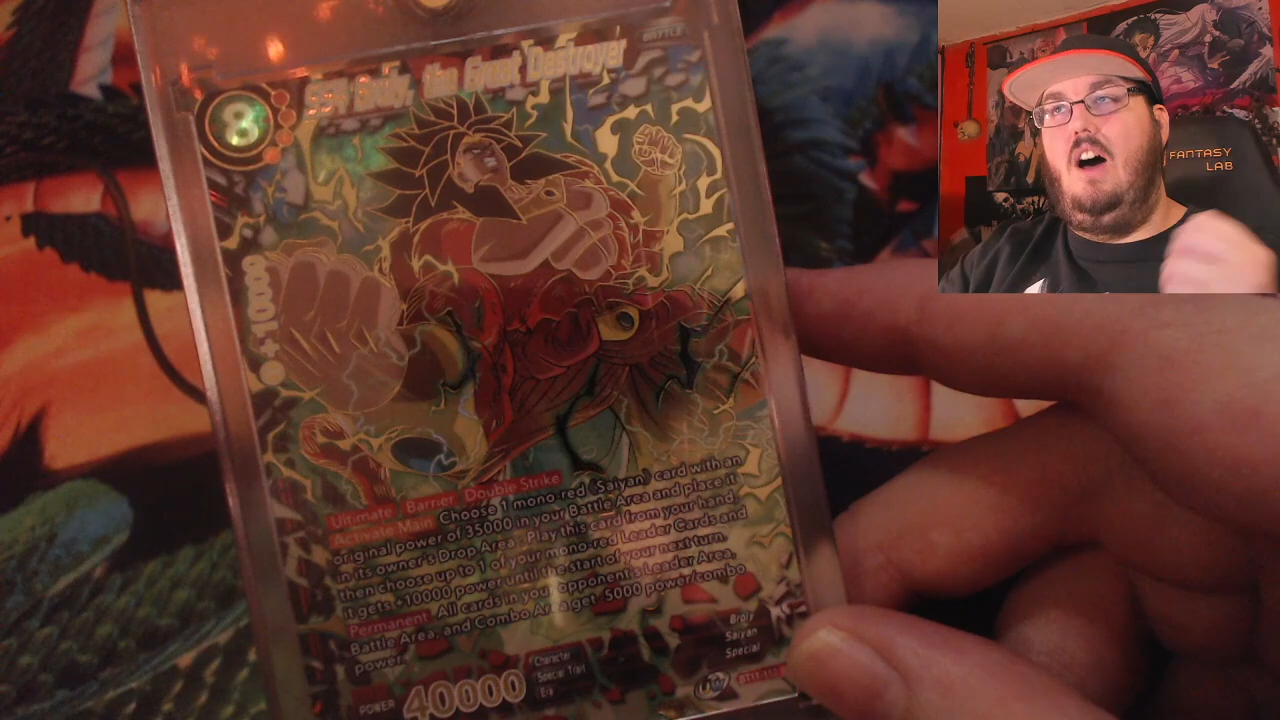 BATTLE
SS4 Broly, the Great Destroyer
8
+10000
Ultimate Barrier Double Strike
Activate Main Choose 1 mono-red Saiyan card with an
original power of 35000 in your Battle Area and place it
in its owner's Drop Area : Play this card from your hand,
then choose up to 1 of your mono-red Leader Cards and
it gets +10000 power until the start of your next turn.
Permanent All cards in your opponent's Leader Area,
Battle Area, and Combo Area get -5000 power/combo
power.
POWER 40000
Character Broly
Special Trait Saiyan
Era Special
UW
FANTASY
LAB